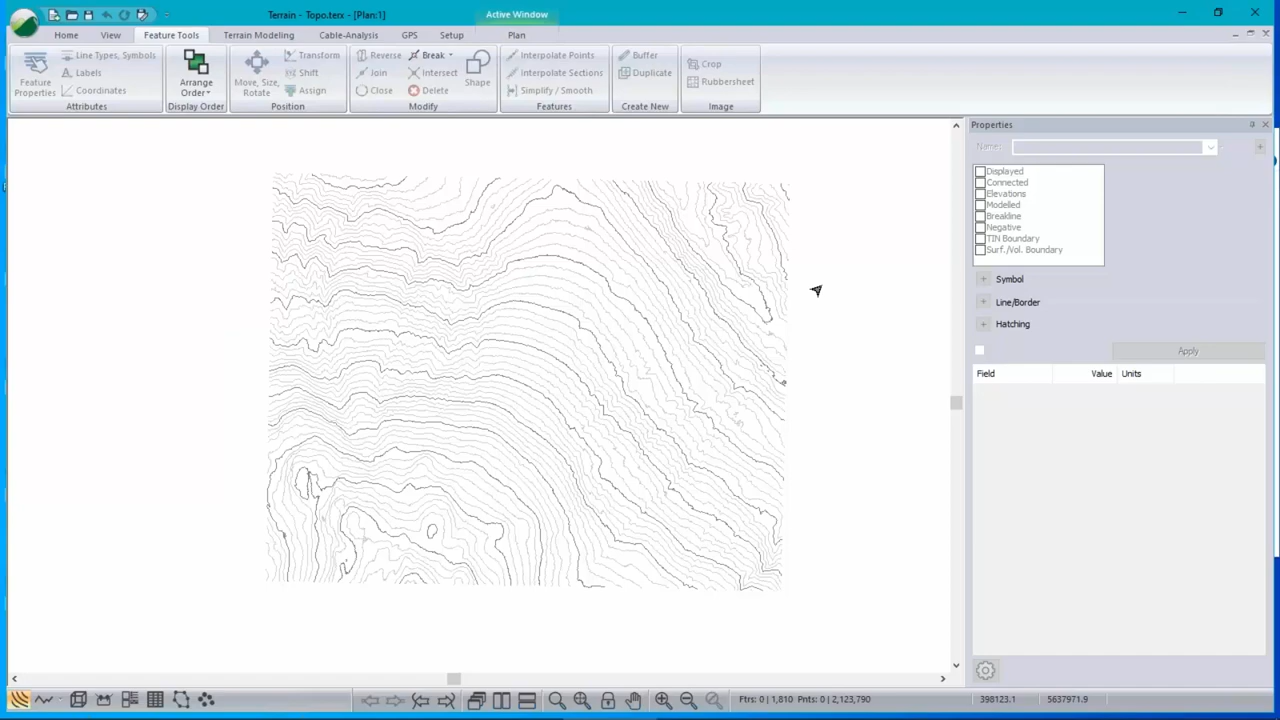 Terrain - Topo.terx - [Plan:1]
Active Window
Home
View
Feature Tools
Terrain Modeling
Cable-Analysis
GPS
Setup
Plan
Feature Properties
Line Types, Symbols
Labels
Coordinates
Attributes
Arrange Order
Display Order
Move, Size, Rotate
Transform
Shift
Assign
Position
Reverse
Join
Close
Break
Intersect
Delete
Shape
Modify
Interpolate Points
Interpolate Sections
Simplify / Smooth
Features
Buffer
Duplicate
Create New
Crop
Rubbersheet
Image
Properties
Name:
Displayed
Connected
Elevations
Modelled
Breakline
Negative
TIN Boundary
Surf./Vol. Boundary
Symbol
Line/Border
Hatching
Apply
Field Value Units
Ftrs: 0 | 1,810 Pnts: 0 | 2,123,790
398123.1
5637971.9